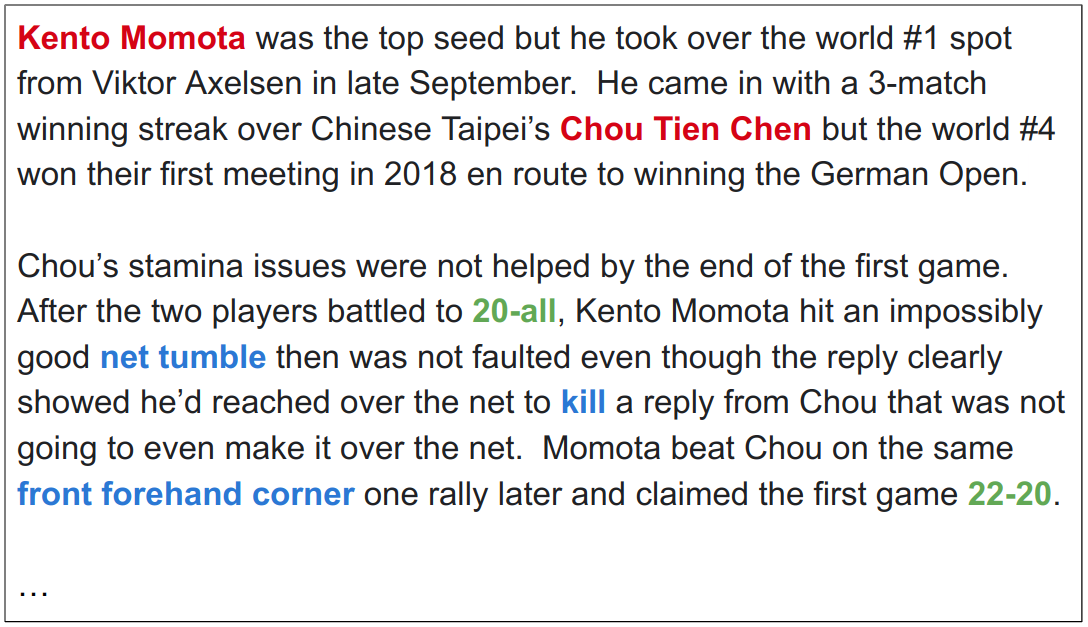 Kento Momota was the top seed but he took over the world #1 spot
from Viktor Axelsen in late September.  He came in with a 3-match
winning streak over Chinese Taipei’s Chou Tien Chen but the world #4
won their first meeting in 2018 en route to winning the German Open.
Chou’s stamina issues were not helped by the end of the first game.
After the two players battled to 20-all, Kento Momota hit an impossibly
good net tumble then was not faulted even though the reply clearly
showed he’d reached over the net to kill a reply from Chou that was not
going to even make it over the net.  Momota beat Chou on the same
front forehand corner one rally later and claimed the first game 22-20.
…